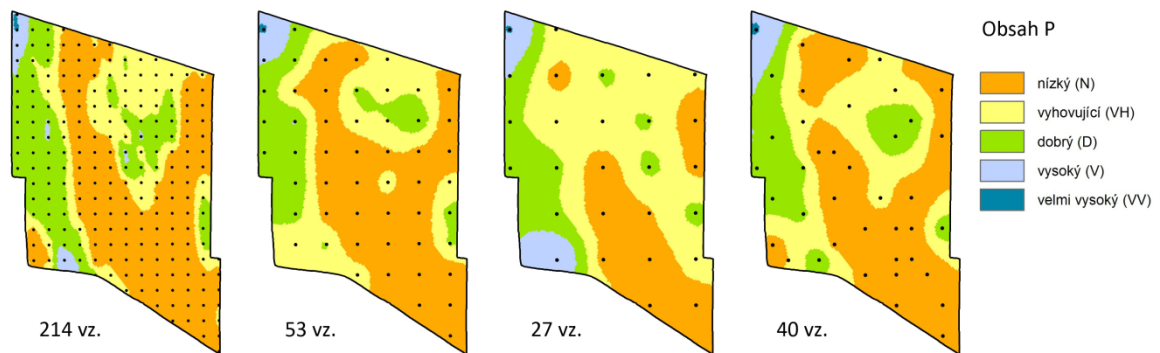 Obsah P
nízký (N)
vyhovující (VH)
dobrý (D)
vysoký (V)
velmi vysoký (VV)
214 vz.
53 vz.
27 vz.
40 vz.